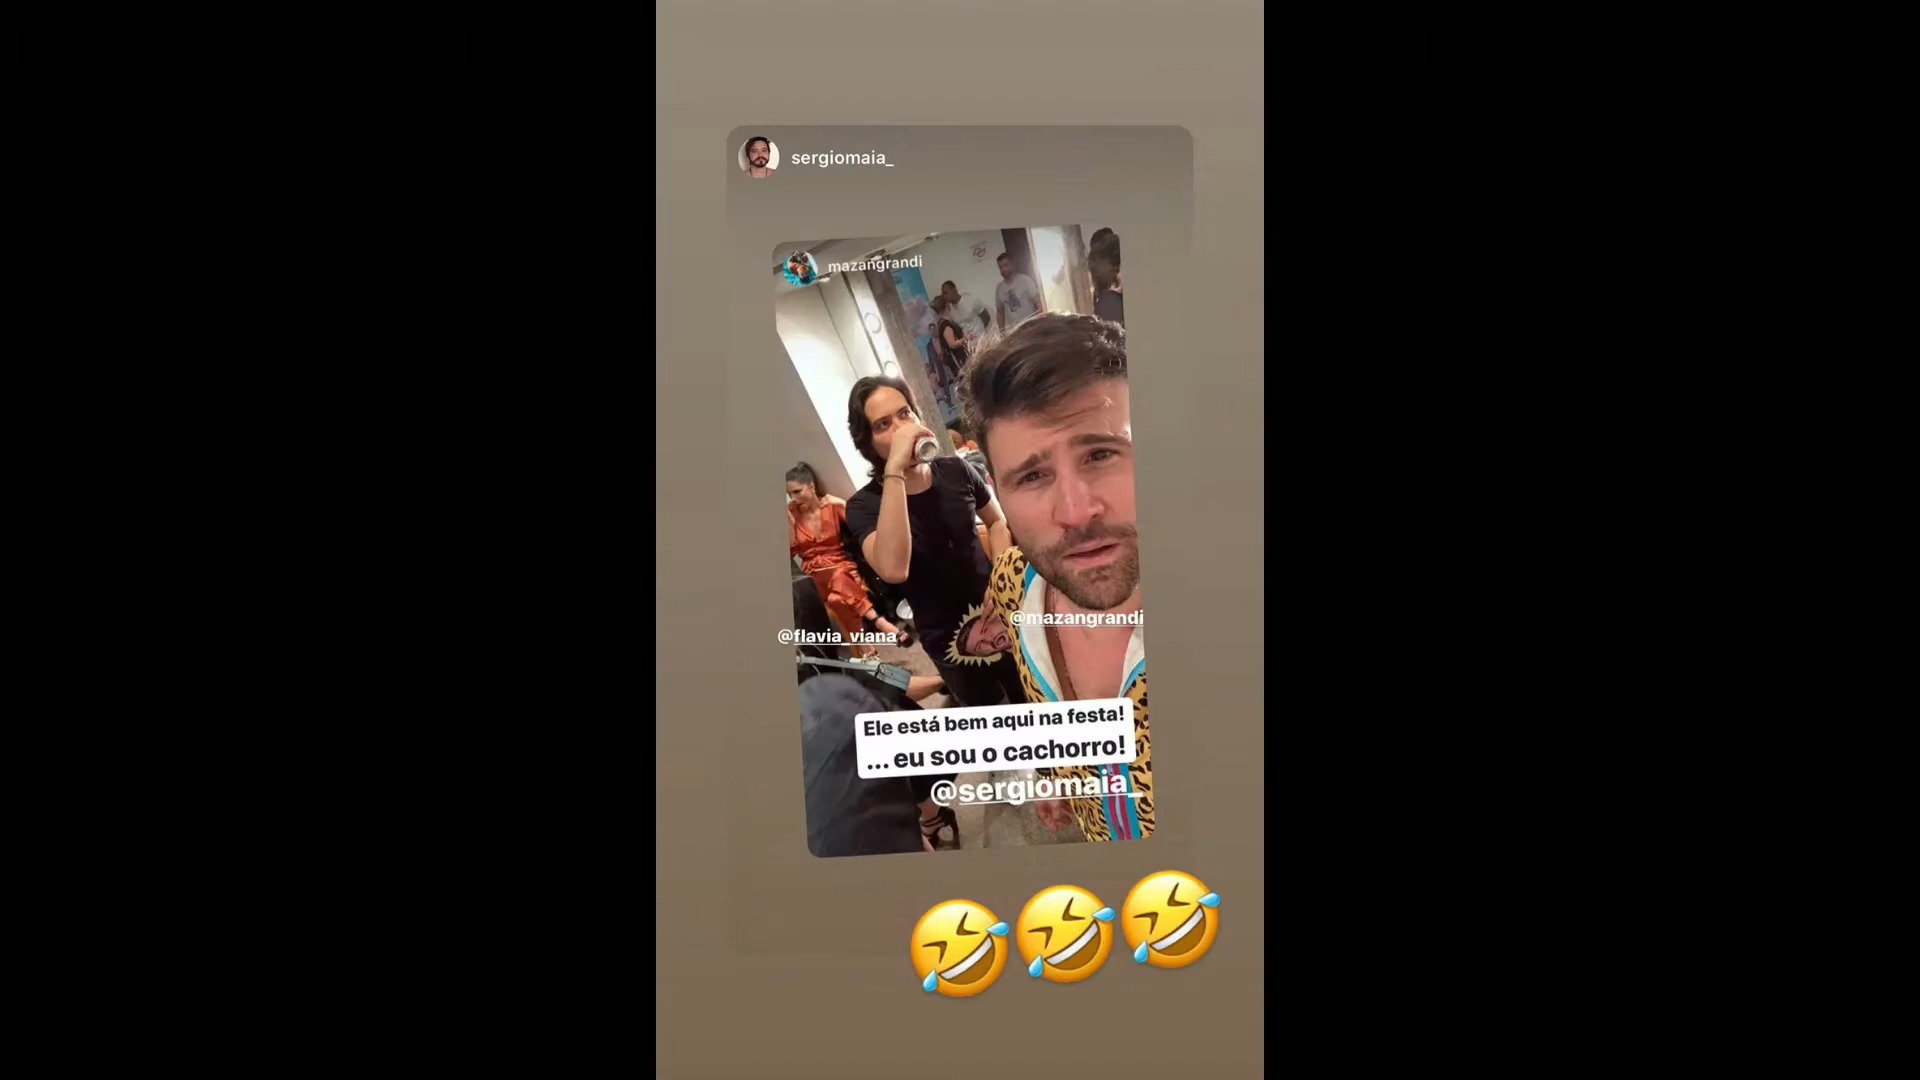 sergiomaia_
mazangrandi
@mazangrandi
@flavia_viana
Ele está bem aqui na festa!
...eu sou o cachorro!
@sergiomaia_